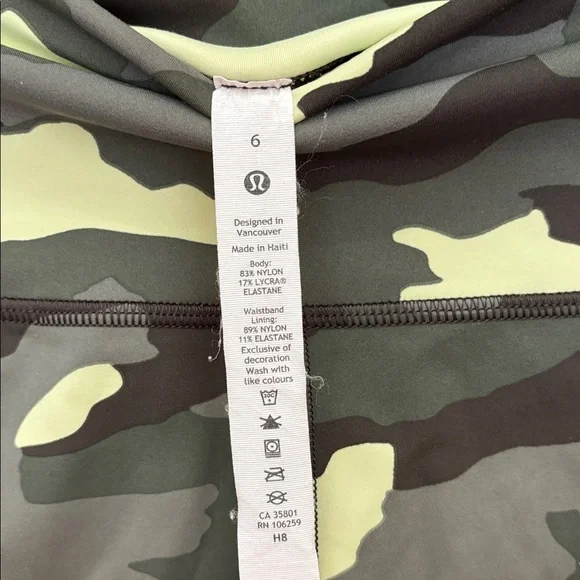 6
Designed in
Vancouver
Made in Haiti
Body:
83% NYLON
17% LYCRA®
ELASTANE
Waistband
Lining:
89% NYLON
11% ELASTANE
Exclusive of
decoration
Wash with
like colours
30C
CA 35801
RN 106259
H8